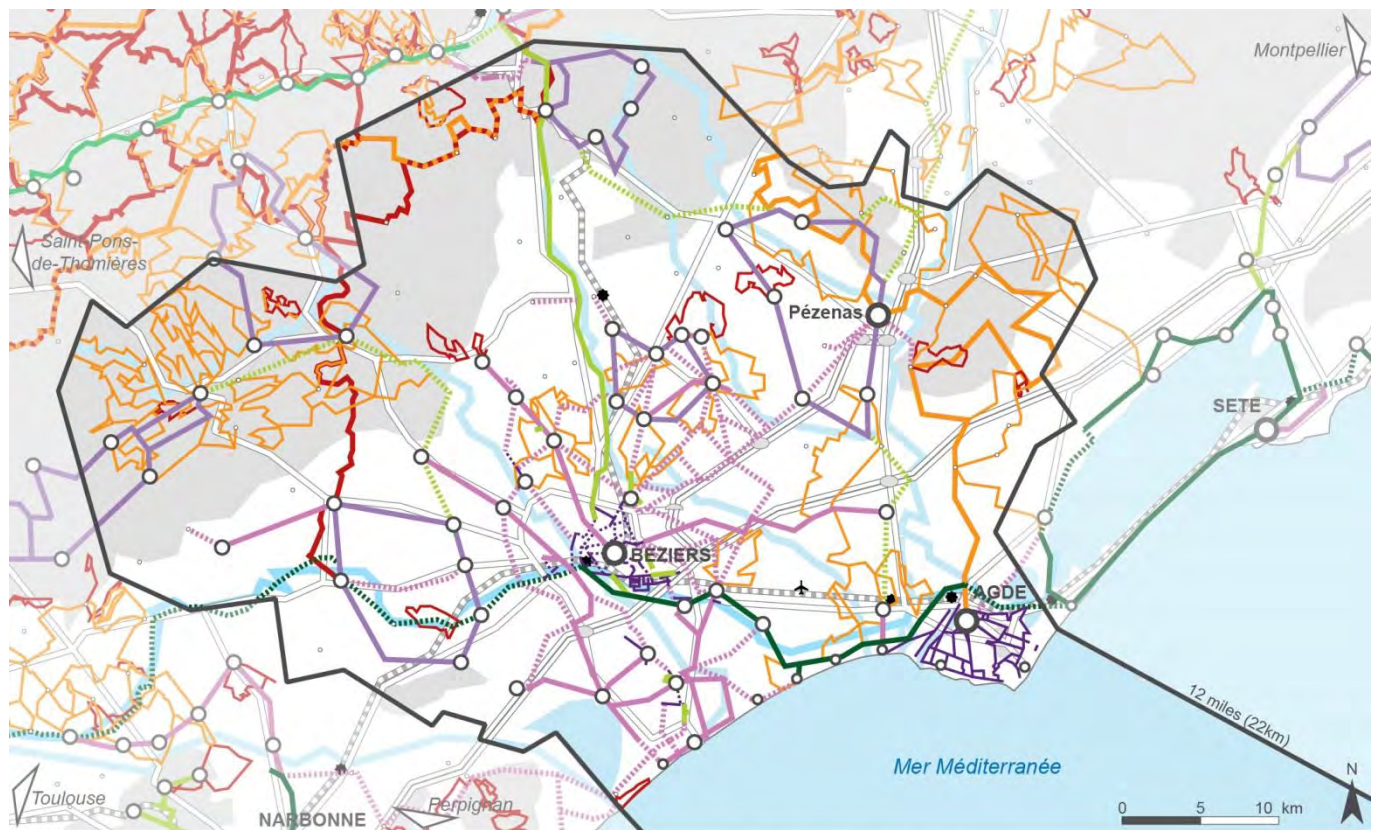 Montpellier
Saint-Pons-
de-Thomières
Pézenas
SETE
BEZIERS
AGDE
12 miles (22km)
Mer Méditerranée
Toulouse
Perpignan
NARBONNE
N
0 5 10 km